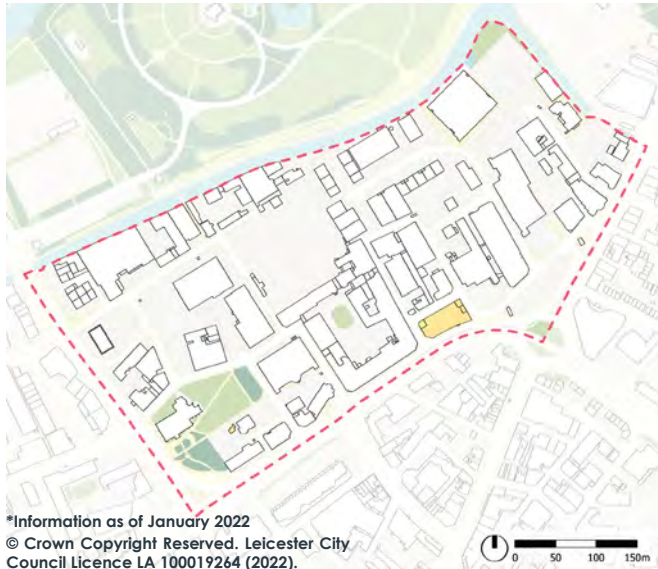 *Information as of January 2022
© Crown Copyright Reserved. Leicester City
Council Licence LA 100019264 (2022).
0 50 100 150m